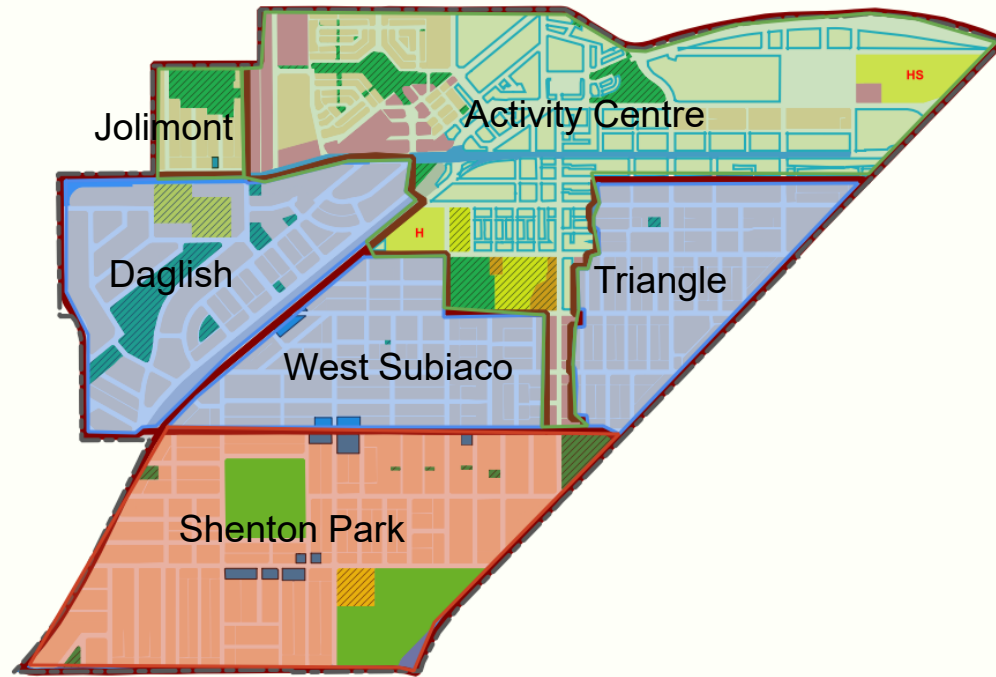 HS
Activity Centre
Jolimont
H
Daglish
Triangle
West Subiaco
Shenton Park